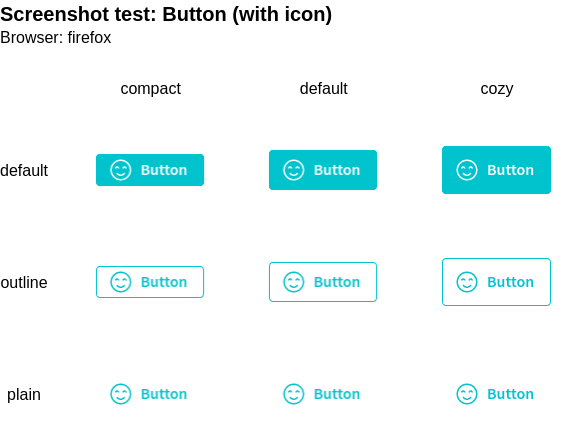 Screenshot test: Button (with icon)
Browser: firefox
compact default cozy
default Button Button Button
outline Button Button Button
plain Button Button Button